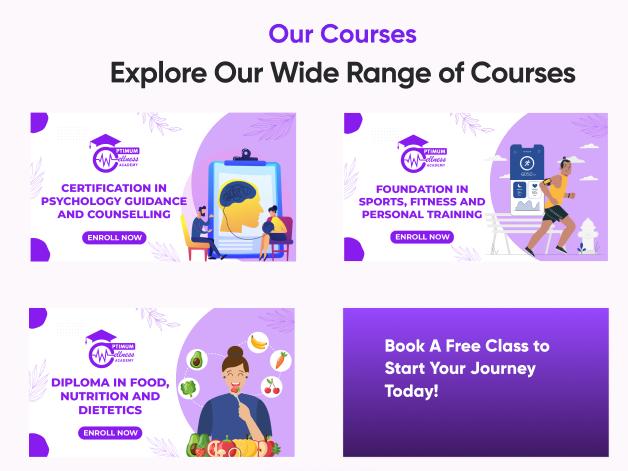 Our Courses
Explore Our Wide Range of Courses
PTIMUM
ellness
ACADEMY
CERTIFICATION IN
PSYCHOLOGY GUIDANCE
AND COUNSELLING
ENROLL NOW
PTIMUM
ellness
ACADEMY
FOUNDATION IN
SPORTS, FITNESS AND
PERSONAL TRAINING
ENROLL NOW
PTIMUM
ellness
ACADEMY
DIPLOMA IN FOOD,
NUTRITION AND
DIETETICS
ENROLL NOW
Book A Free Class to
Start Your Journey
Today!